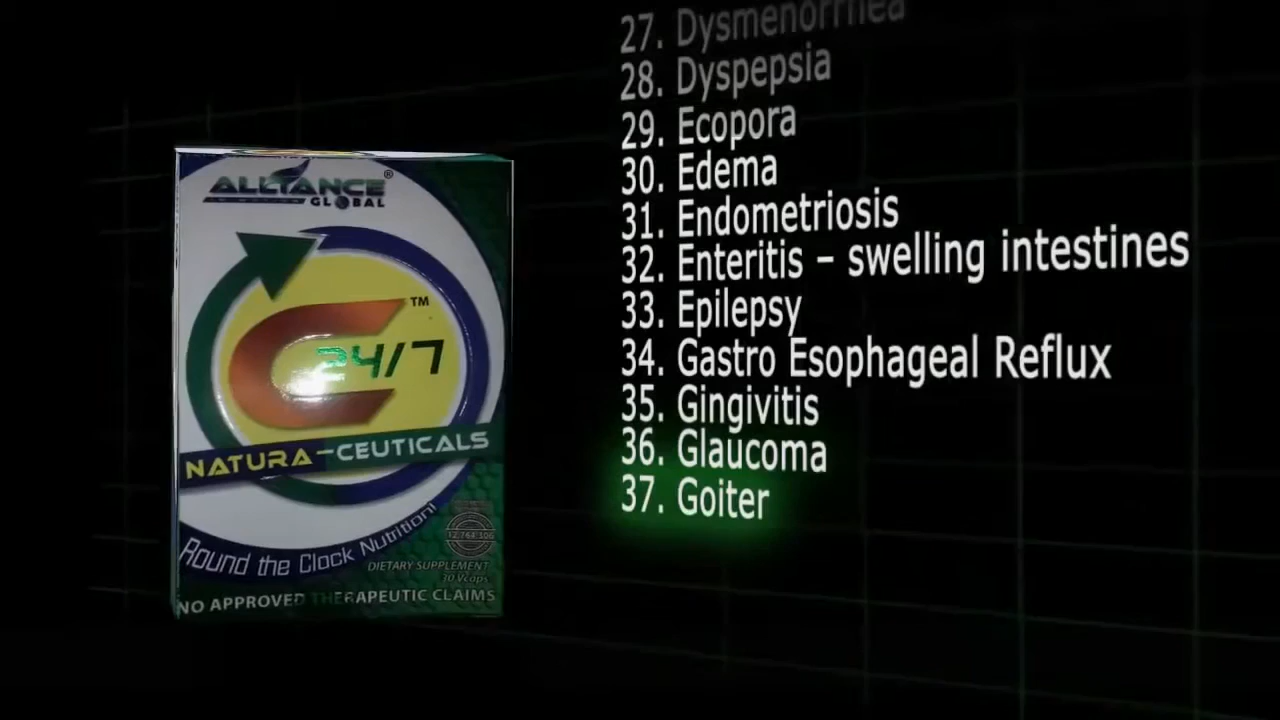 ALLIANCE®
GLOBAL
C 24/7™
NATURA-CEUTICALS
Round the Clock Nutrition!
DIETARY SUPPLEMENT
30 Vcaps
NO APPROVED THERAPEUTIC CLAIMS
27. Dysmenorrhea
28. Dyspepsia
29. Ecopora
30. Edema
31. Endometriosis
32. Enteritis – swelling intestines
33. Epilepsy
34. Gastro Esophageal Reflux
35. Gingivitis
36. Glaucoma
37. Goiter